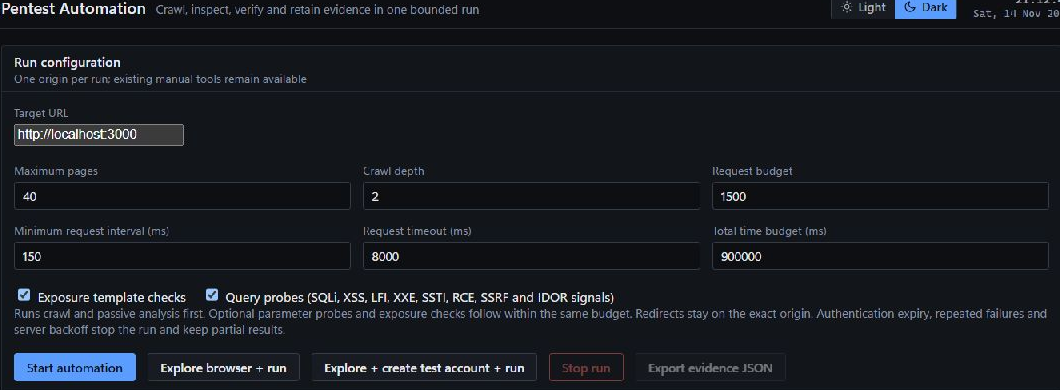 Pentest Automation Crawl, inspect, verify and retain evidence in one bounded run
Light Dark
Sat, 14 Nov 20
Run configuration
One origin per run; existing manual tools remain available
Target URL
http://localhost:3000
Maximum pages Crawl depth Request budget
40 2 1500
Minimum request interval (ms) Request timeout (ms) Total time budget (ms)
150 8000 900000
Exposure template checks Query probes (SQLi, XSS, LFI, XXE, SSTI, RCE, SSRF and IDOR signals)
Runs crawl and passive analysis first. Optional parameter probes and exposure checks follow within the same budget. Redirects stay on the exact origin. Authentication expiry, repeated failures and
server backoff stop the run and keep partial results.
Start automation Explore browser + run Explore + create test account + run Stop run Export evidence JSON